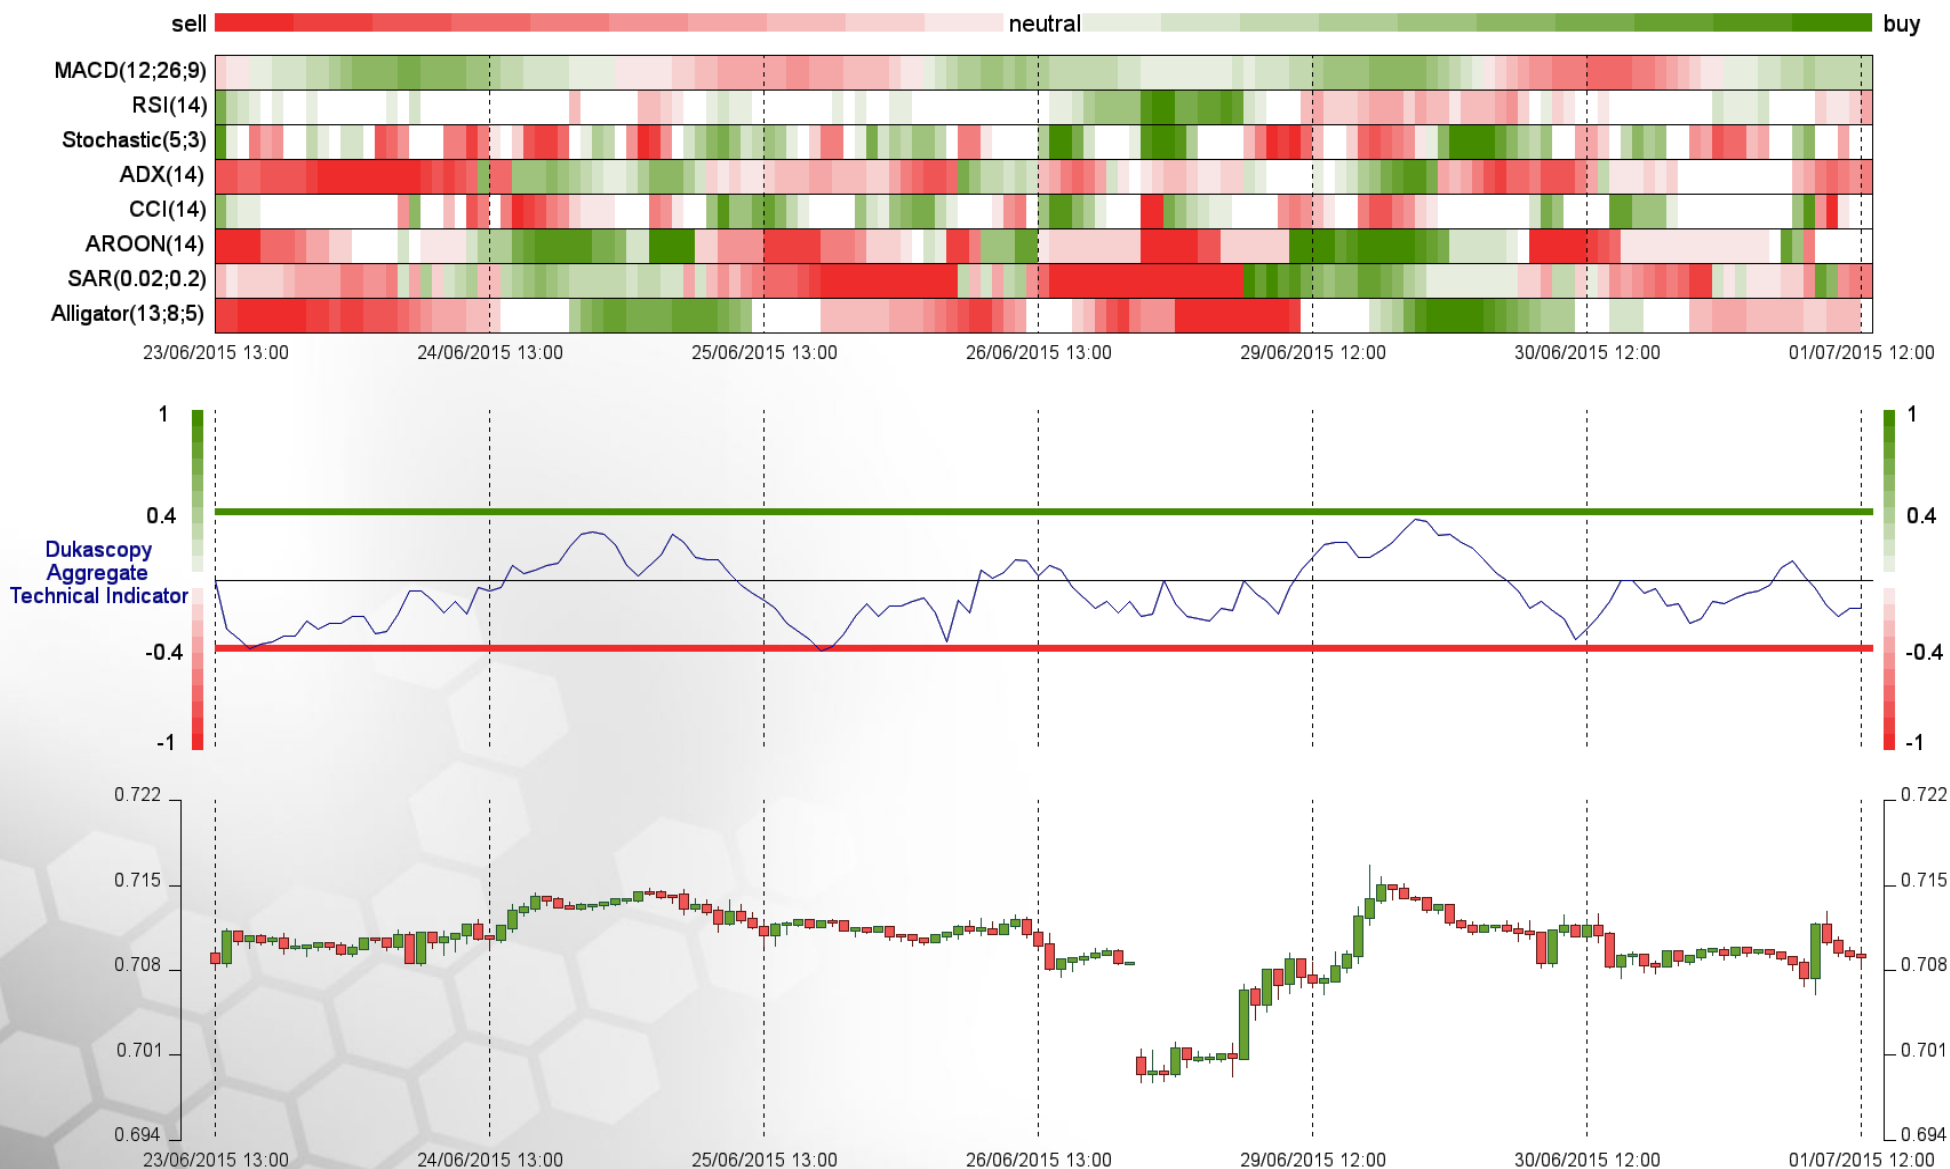 sell neutral buy
MACD(12;26;9)
RSI(14)
Stochastic(5;3)
ADX(14)
CCI(14)
AROON(14)
SAR(0.02;0.2)
Alligator(13;8;5)
23/06/2015 13:00 24/06/2015 13:00 25/06/2015 13:00 26/06/2015 13:00 29/06/2015 12:00 30/06/2015 12:00 01/07/2015 12:00
1 1
0.4 0.4
Dukascopy
Aggregate
Technical Indicator
-0.4 -0.4
-1 -1
0.722 0.722
0.715 0.715
0.708 0.708
0.701 0.701
0.694 0.694
23/06/2015 13:00 24/06/2015 13:00 25/06/2015 13:00 26/06/2015 13:00 29/06/2015 12:00 30/06/2015 12:00 01/07/2015 12:00